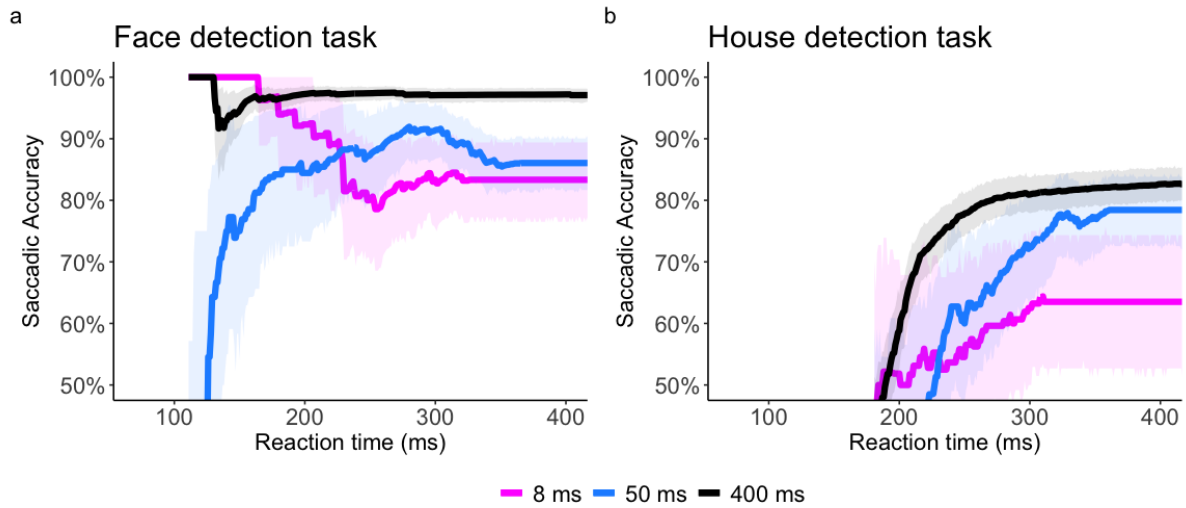 a
Face detection task
Saccadic Accuracy
100%
90%
80%
70%
60%
50%
100 200 300 400
Reaction time (ms)
b
House detection task
Saccadic Accuracy
100%
90%
80%
70%
60%
50%
100 200 300 400
Reaction time (ms)
8 ms 50 ms 400 ms